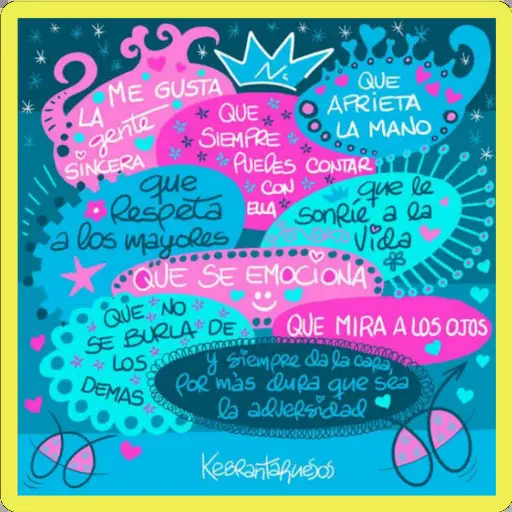 ME GUSTA
LA gente
SINCERA
QUE
SIEMPRE
PUEDES CONTAR
CON
ELLA
QUE
APRIETA
LA MANO
que
Respeta
a los mayores
que le
sonríe a la
vida
QUE SE EMOCIONA
QUE NO
SE BURLA DE
LOS
DEMAS
QUE MIRA A LOS OJOS
y siempre da la cara,
por más dura que sea
la adversidad
KeBRantaHuesos